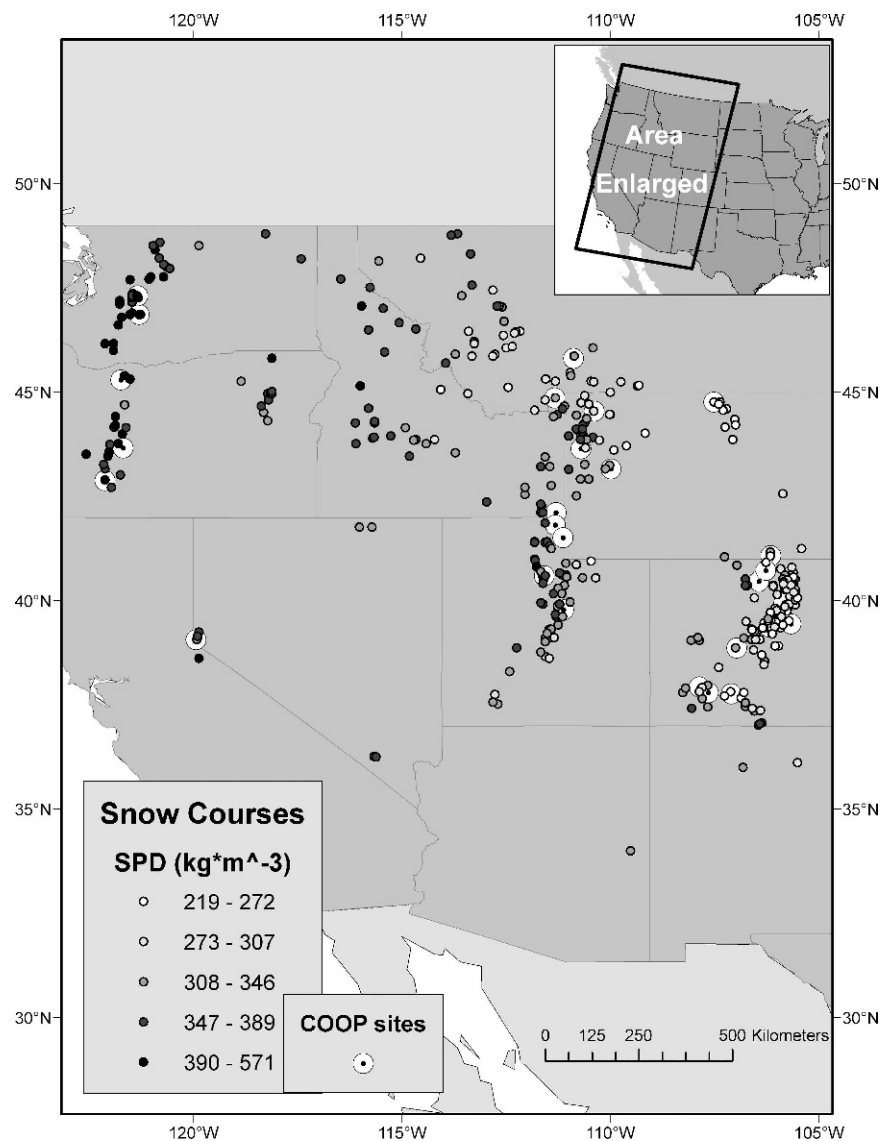 120°W 115°W 110°W 105°W
Area
Enlarged
50°N 50°N
45°N 45°N
40°N 40°N
35°N 35°N
30°N 30°N
Snow Courses
SPD (kg*m^-3)
219 - 272
273 - 307
308 - 346
347 - 389
390 - 571
COOP sites
0 125 250 500 Kilometers
120°W 115°W 110°W 105°W